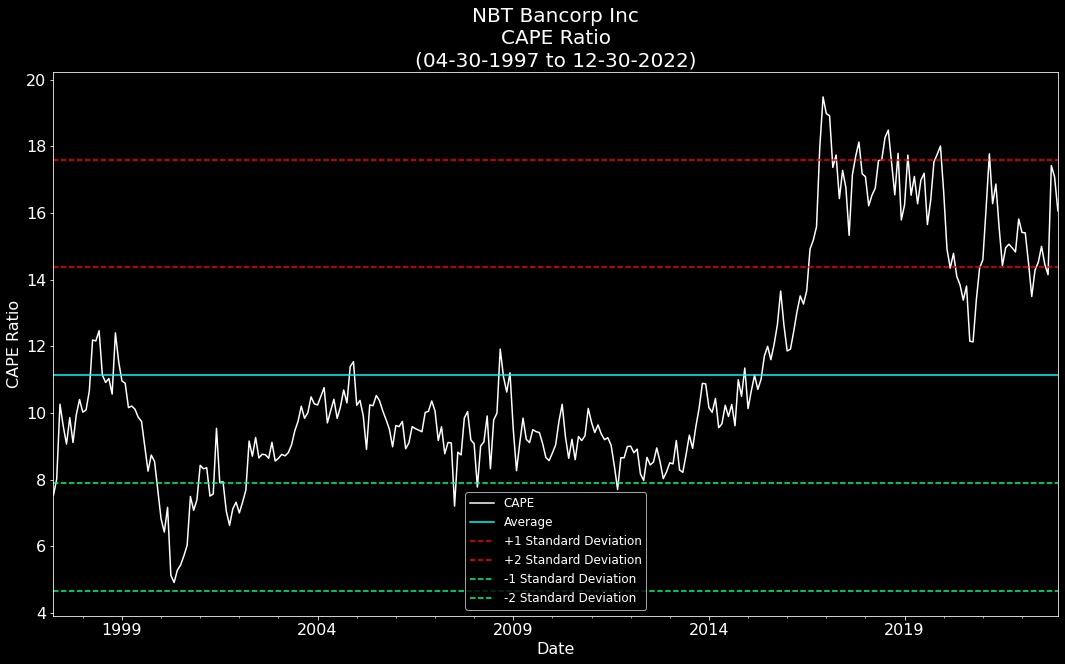 NBT Bancorp Inc
CAPE Ratio
(04-30-1997 to 12-30-2022)
20
18
16
14
12
10
8
6
4
CAPE Ratio
CAPE
Average
+1 Standard Deviation
+2 Standard Deviation
-1 Standard Deviation
-2 Standard Deviation
1999
2004
2009
2014
2019
Date